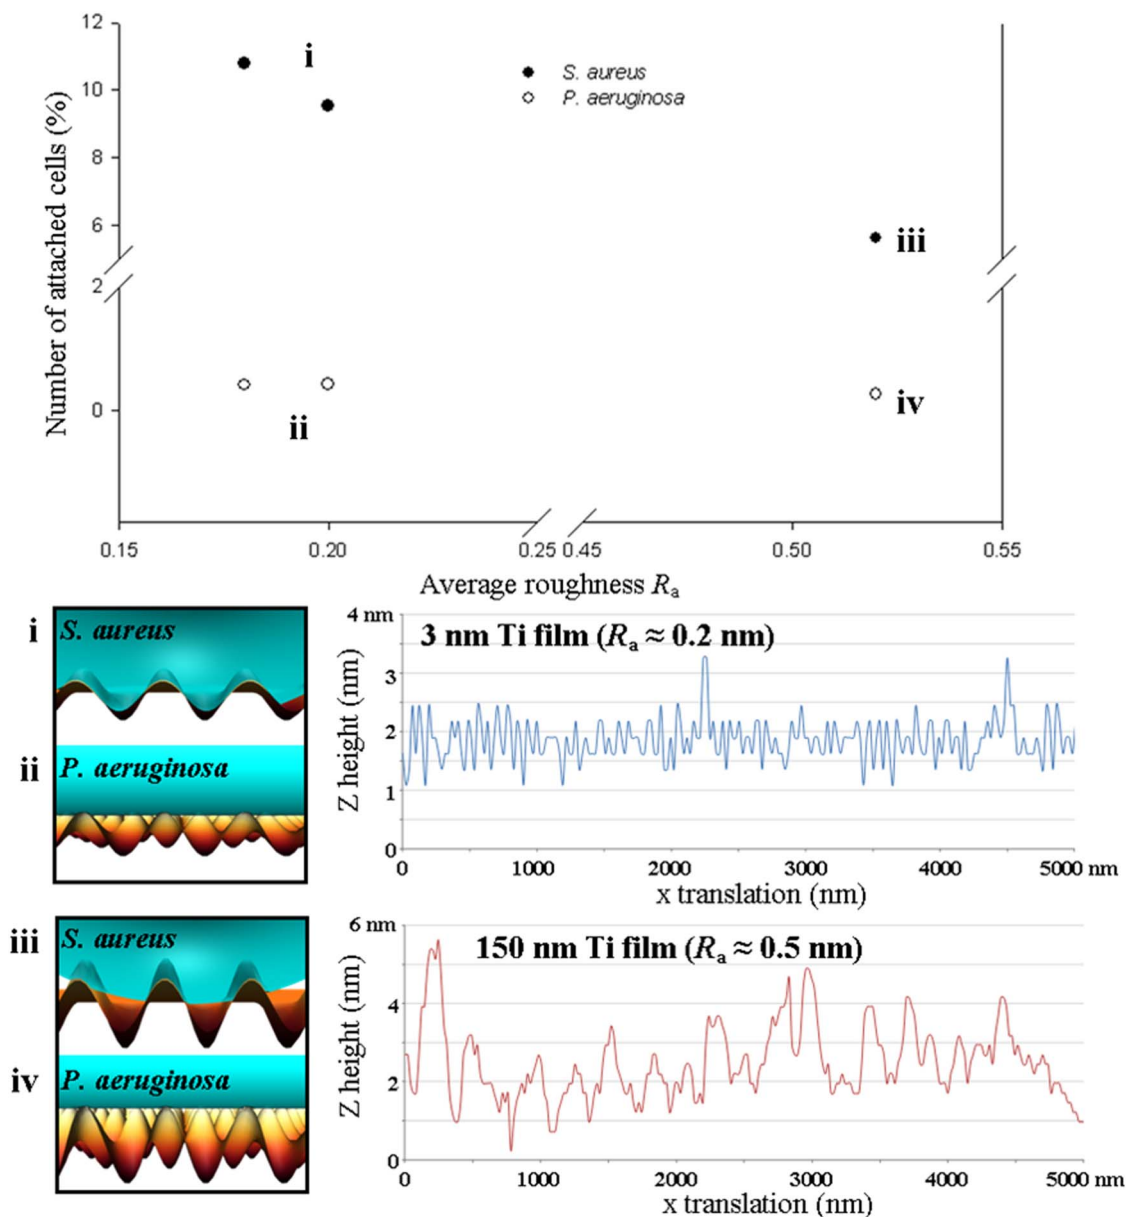 12
10
8
6
2
0
Number of attached cells (%)
i
S. aureus
P. aeruginosa
iii
ii
iv
0.15
0.20
0.25
0.45
0.50
0.55
Average roughness Ra
i
S. aureus
ii
P. aeruginosa
4 nm
3
2
1
0
Z height (nm)
3 nm Ti film (Ra ≈ 0.2 nm)
0
1000
2000
3000
4000
5000 nm
x translation (nm)
iii
S. aureus
iv
P. aeruginosa
6 nm
4
2
0
Z height (nm)
150 nm Ti film (Ra ≈ 0.5 nm)
0
1000
2000
3000
4000
5000 nm
x translation (nm)